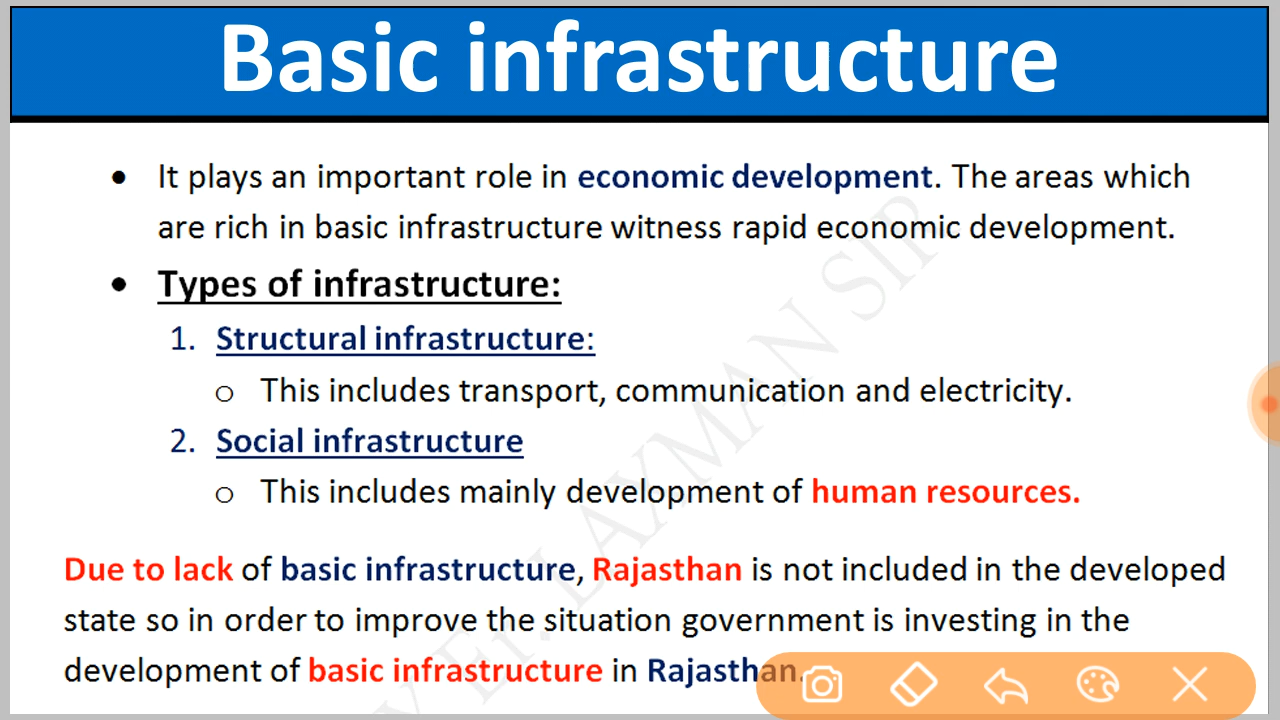 Basic infrastructure
• It plays an important role in economic development. The areas which
are rich in basic infrastructure witness rapid economic development.
• Types of infrastructure:
1. Structural infrastructure:
o This includes transport, communication and electricity.
2. Social infrastructure
o This includes mainly development of human resources.
Due to lack of basic infrastructure, Rajasthan is not included in the developed
state so in order to improve the situation government is investing in the
development of basic infrastructure in Rajasthan.
Er. LAXMAN SIR